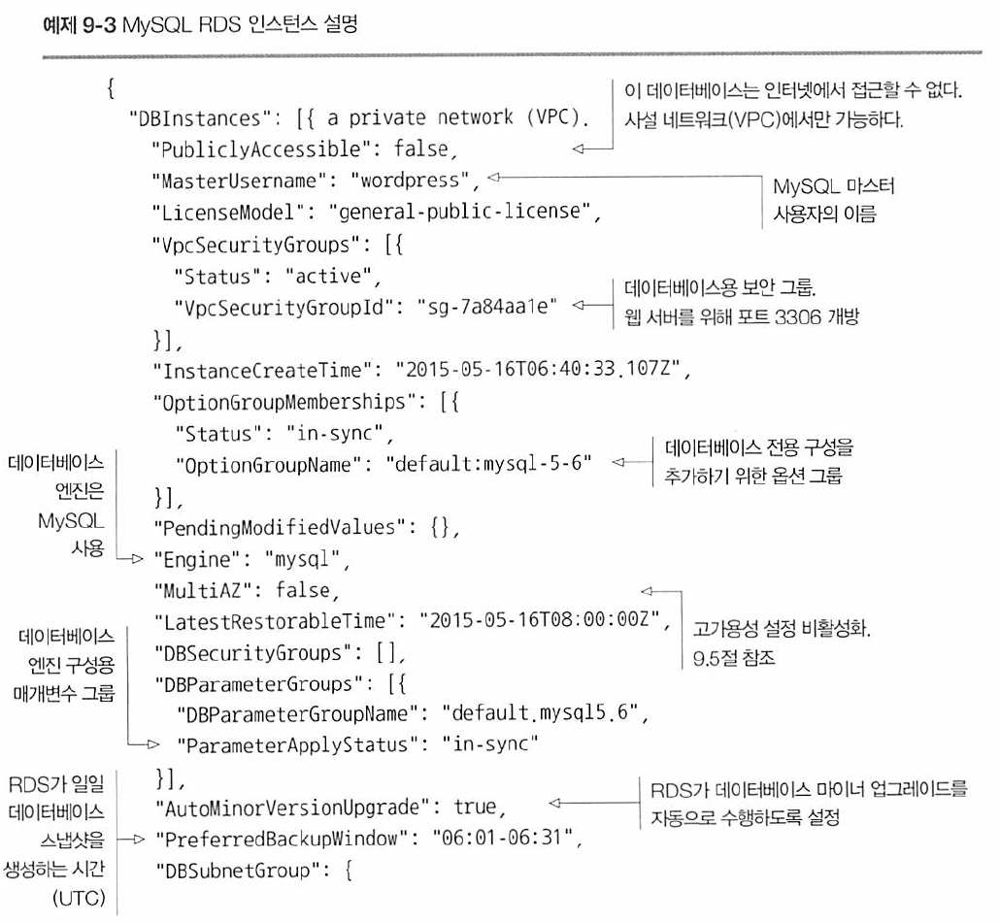 예제 9-3 MySQL RDS 인스턴스 설명
{
"DBInstances": [{ a private network (VPC).
"PubliclyAccessible": false,
이 데이터베이스는 인터넷에서 접근할 수 없다.
사설 네트워크(VPC)에서만 가능하다.
"MasterUsername": "wordpress",
MySQL 마스터
사용자의 이름
"LicenseModel": "general-public-license",
"VpcSecurityGroups": [{
"Status": "active",
"VpcSecurityGroupId": "sg-7a84aa1e"
데이터베이스용 보안 그룹.
웹 서버를 위해 포트 3306 개방
}],
"InstanceCreateTime": "2015-05-16T06:40:33.107Z",
"OptionGroupMemberships": [{
"Status": "in-sync",
"OptionGroupName": "default:mysql-5-6"
데이터베이스 전용 구성을
추가하기 위한 옵션 그룹
}],
"PendingModifiedValues": {},
데이터베이스
엔진은
MySQL
사용
"Engine": "mysql",
"MultiAZ": false,
고가용성 설정 비활성화.
9.5절 참조
"LatestRestorableTime": "2015-05-16T08:00:00Z",
"DBSecurityGroups": [],
"DBParameterGroups": [{
"DBParameterGroupName": "default.mysql5.6",
데이터베이스
엔진 구성용
매개변수 그룹
"ParameterApplyStatus": "in-sync"
}],
"AutoMinorVersionUpgrade": true,
RDS가 데이터베이스 마이너 업그레이드를
자동으로 수행하도록 설정
RDS가 일일
데이터베이스
스냅샷을
생성하는 시간
(UTC)
"PreferredBackupWindow": "06:01-06:31",
"DBSubnetGroup": {